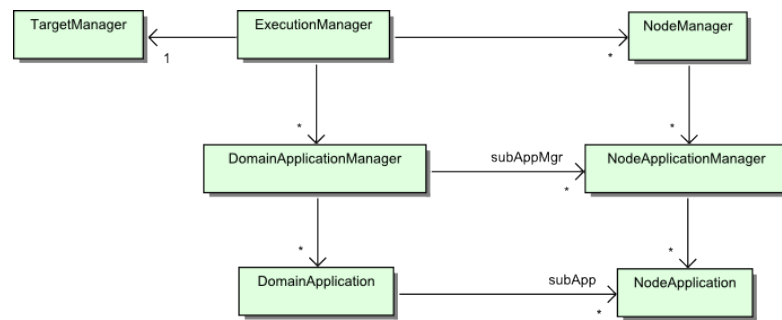 TargetManager
ExecutionManager
NodeManager
1
*
*
*
DomainApplicationManager
subAppMgr
NodeApplicationManager
*
*
*
DomainApplication
subApp
NodeApplication
*